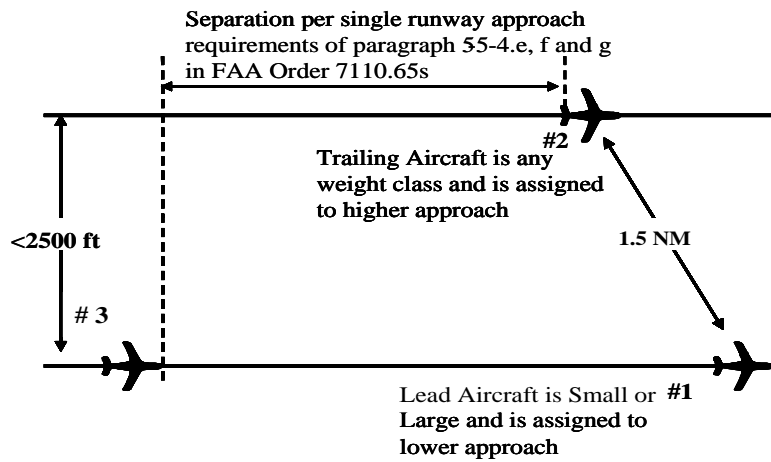 Separation per single runway approach
requirements of paragraph 55-4.e, f and g
in FAA Order 7110.65s
#2
Trailing Aircraft is any
weight class and is assigned
to higher approach
<2500 ft
1.5 NM
# 3
Lead Aircraft is Small or #1
Large and is assigned to
lower approach